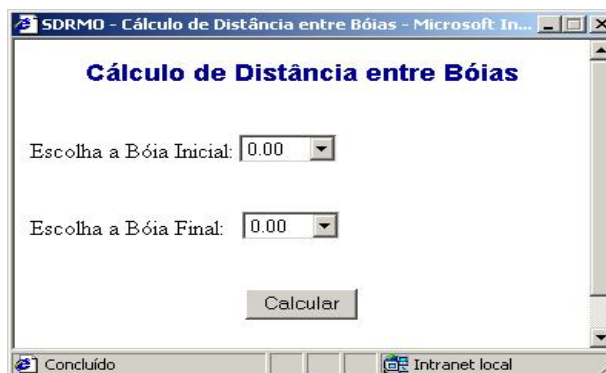 SDRMO - Cálculo de Distância entre Bóias - Microsoft In...
Cálculo de Distância entre Bóias
Escolha a Bóia Inicial: 0.00
Escolha a Bóia Final: 0.00
Calcular
Concluído Intranet local